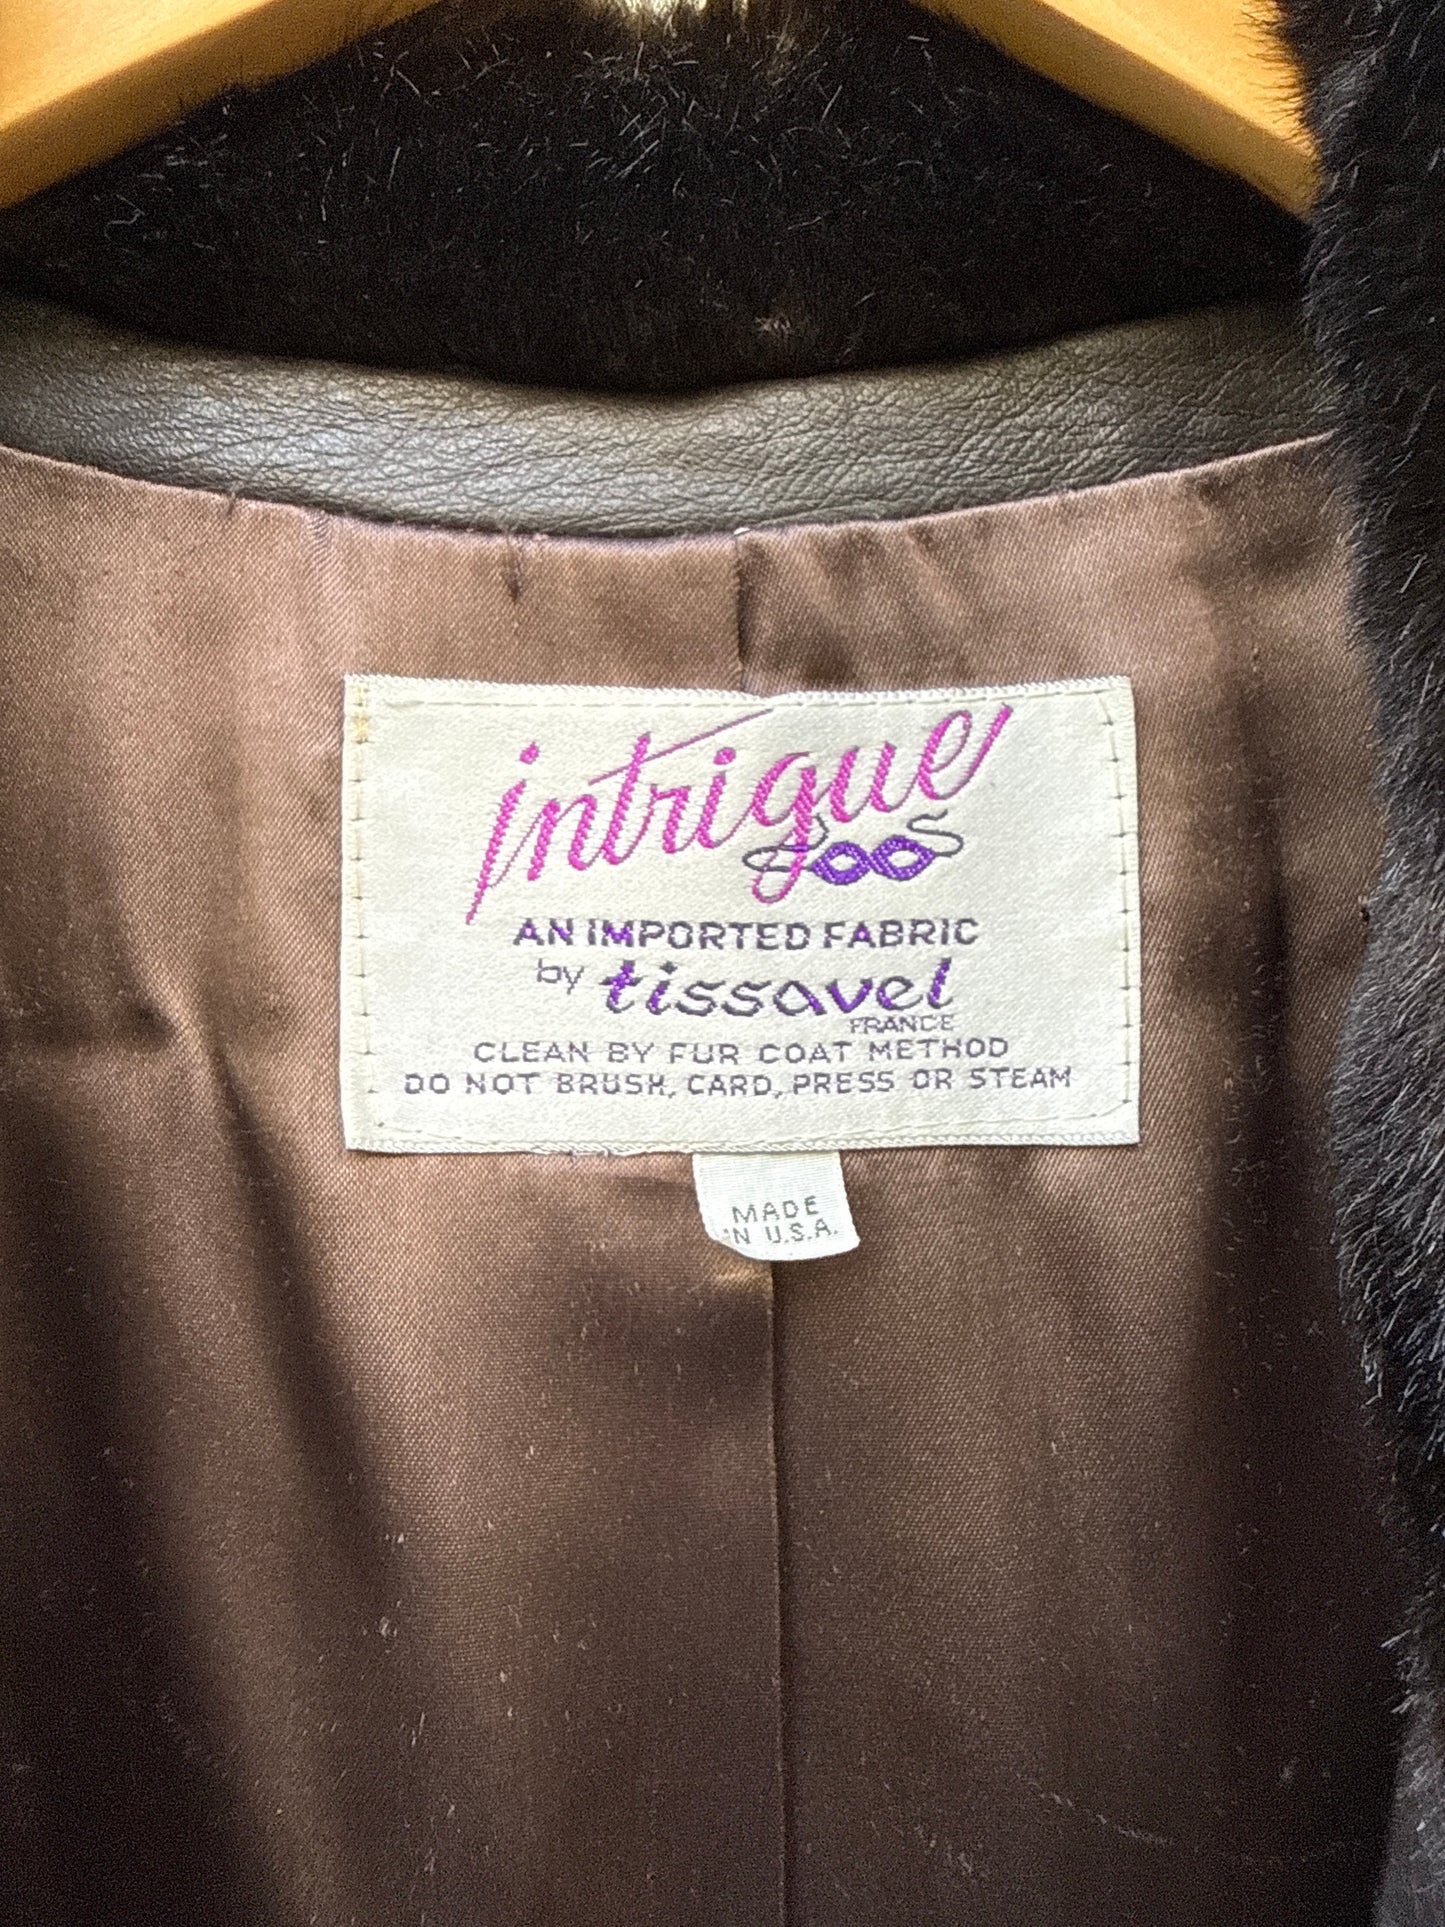 intrigue
AN IMPORTED FABRIC
by tissavel
FRANCE
CLEAN BY FUR COAT METHOD
DO NOT BRUSH, CARD, PRESS OR STEAM
MADE
IN U.S.A.